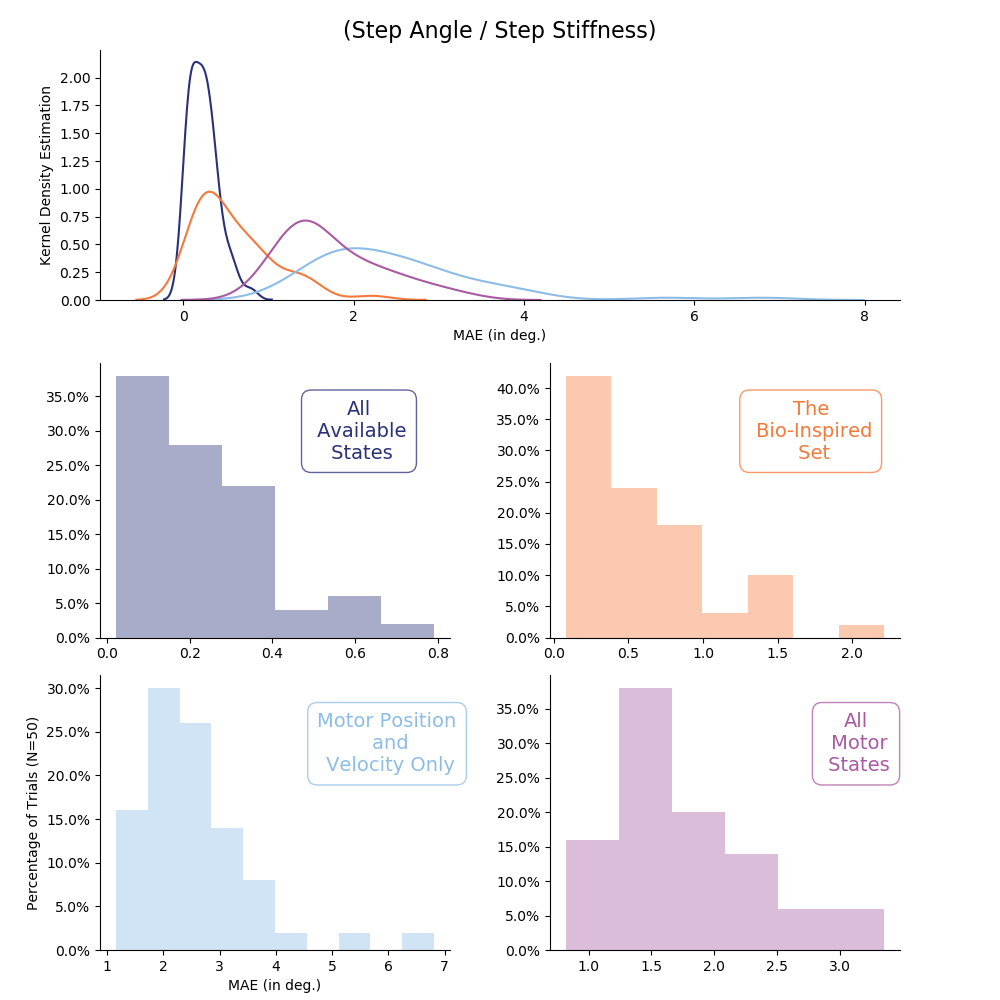 (Step Angle / Step Stiffness)
Kernel Density Estimation
2.00
1.75
1.50
1.25
1.00
0.75
0.50
0.25
0.00
0 2 4 6 8
MAE (in deg.)
35.0%
30.0%
25.0%
20.0%
15.0%
10.0%
5.0%
0.0%
All
Available
States
0.0 0.2 0.4 0.6 0.8
40.0%
35.0%
30.0%
25.0%
20.0%
15.0%
10.0%
5.0%
0.0%
The
Bio-Inspired
Set
0.0 0.5 1.0 1.5 2.0
Percentage of Trials (N=50)
30.0%
25.0%
20.0%
15.0%
10.0%
5.0%
0.0%
Motor Position
and
Velocity Only
1 2 3 4 5 6 7
MAE (in deg.)
35.0%
30.0%
25.0%
20.0%
15.0%
10.0%
5.0%
0.0%
All
Motor
States
1.0 1.5 2.0 2.5 3.0